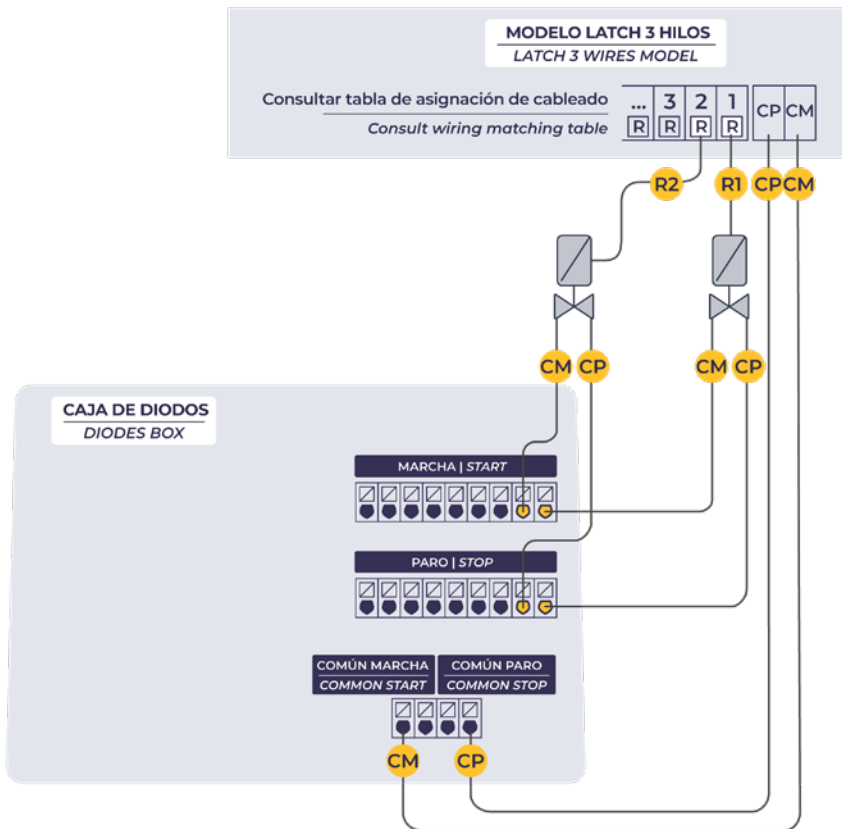 MODELO LATCH 3 HILOS
LATCH 3 WIRES MODEL
Consultar tabla de asignación de cableado
Consult wiring matching table
... 3 2 1 CP CM
R R R R
R2 R1 CP CM
CM CP CM CP
CAJA DE DIODOS
DIODES BOX
MARCHA | START
PARO | STOP
COMÚN MARCHA COMÚN PARO
COMMON START COMMON STOP
CM CP